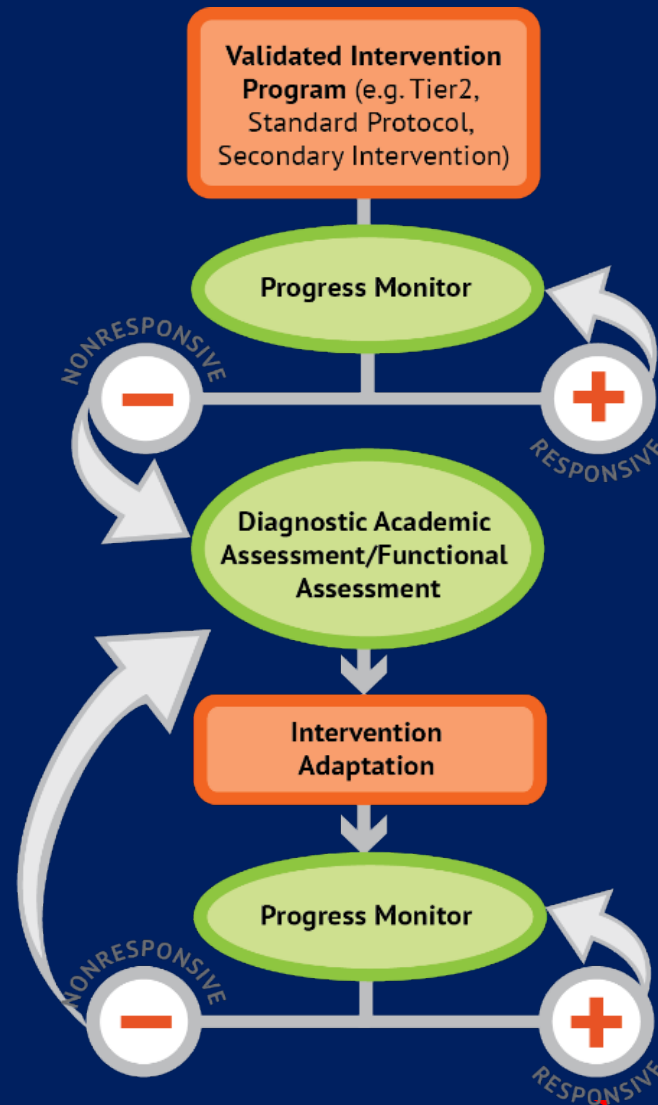 Validated Intervention
Program (e.g. Tier2,
Standard Protocol,
Secondary Intervention)
Progress Monitor
NONRESPONSIVE
RESPONSIVE
Diagnostic Academic
Assessment/Functional
Assessment
Intervention
Adaptation
Progress Monitor
NONRESPONSIVE
RESPONSIVE